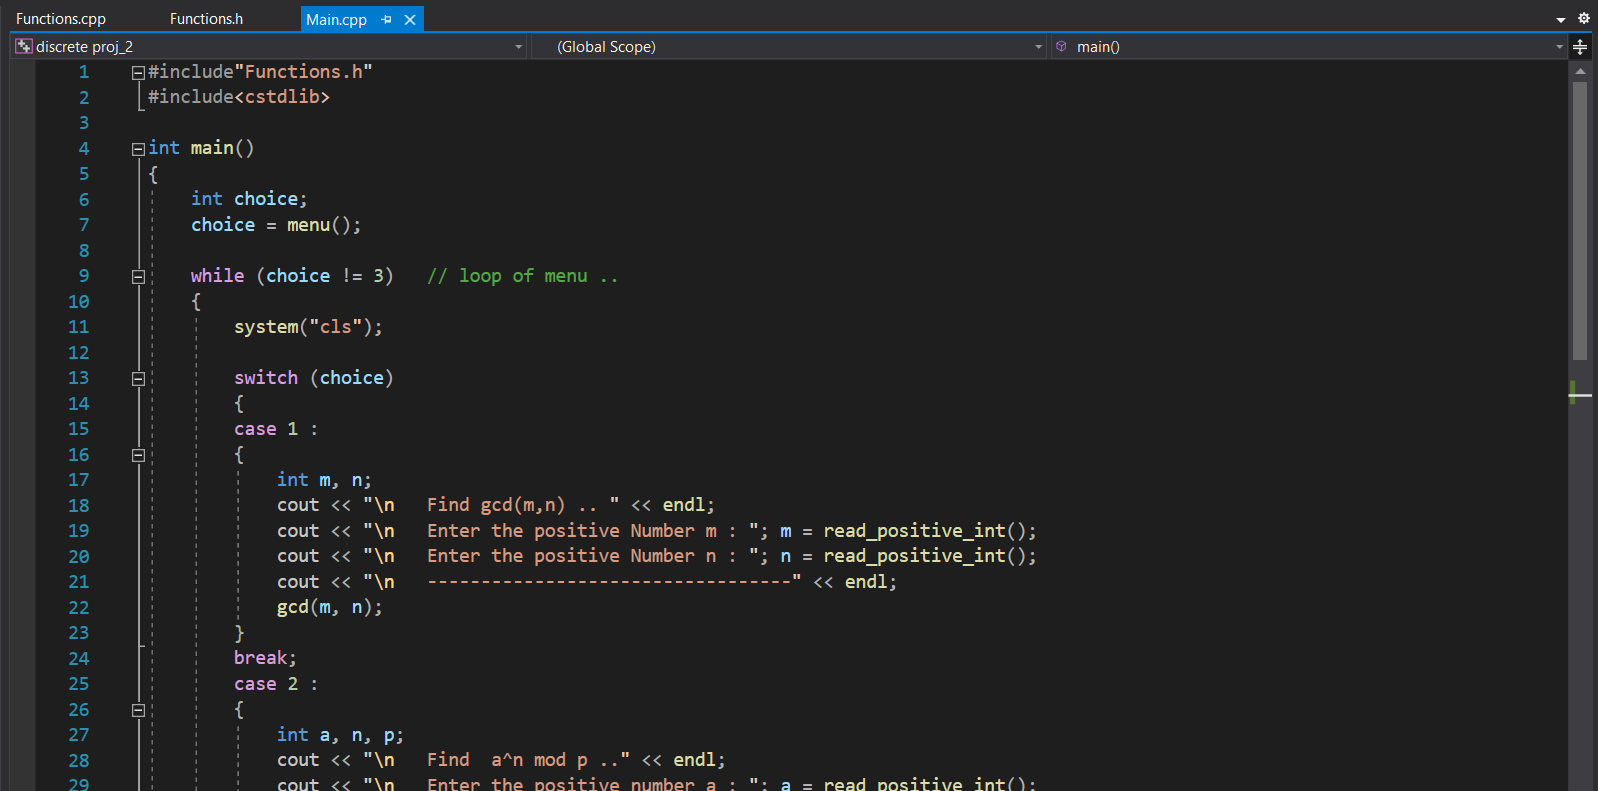 Functions.cpp Functions.h Main.cpp
discrete proj_2 (Global Scope) main()
1 #include"Functions.h"
2 #include<cstdlib>
3
4 int main()
5 {
6 int choice;
7 choice = menu();
8
9 while (choice != 3) // loop of menu ..
10 {
11 system("cls");
12
13 switch (choice)
14 {
15 case 1 :
16 {
17 int m, n;
18 cout << "\n Find gcd(m,n) .. " << endl;
19 cout << "\n Enter the positive Number m : "; m = read_positive_int();
20 cout << "\n Enter the positive Number n : "; n = read_positive_int();
21 cout << "\n ----------------------------------" << endl;
22 gcd(m, n);
23 }
24 break;
25 case 2 :
26 {
27 int a, n, p;
28 cout << "\n Find  a^n mod p .." << endl;
29 cout << "\n Enter the positive number a : "; a = read_positive_int();